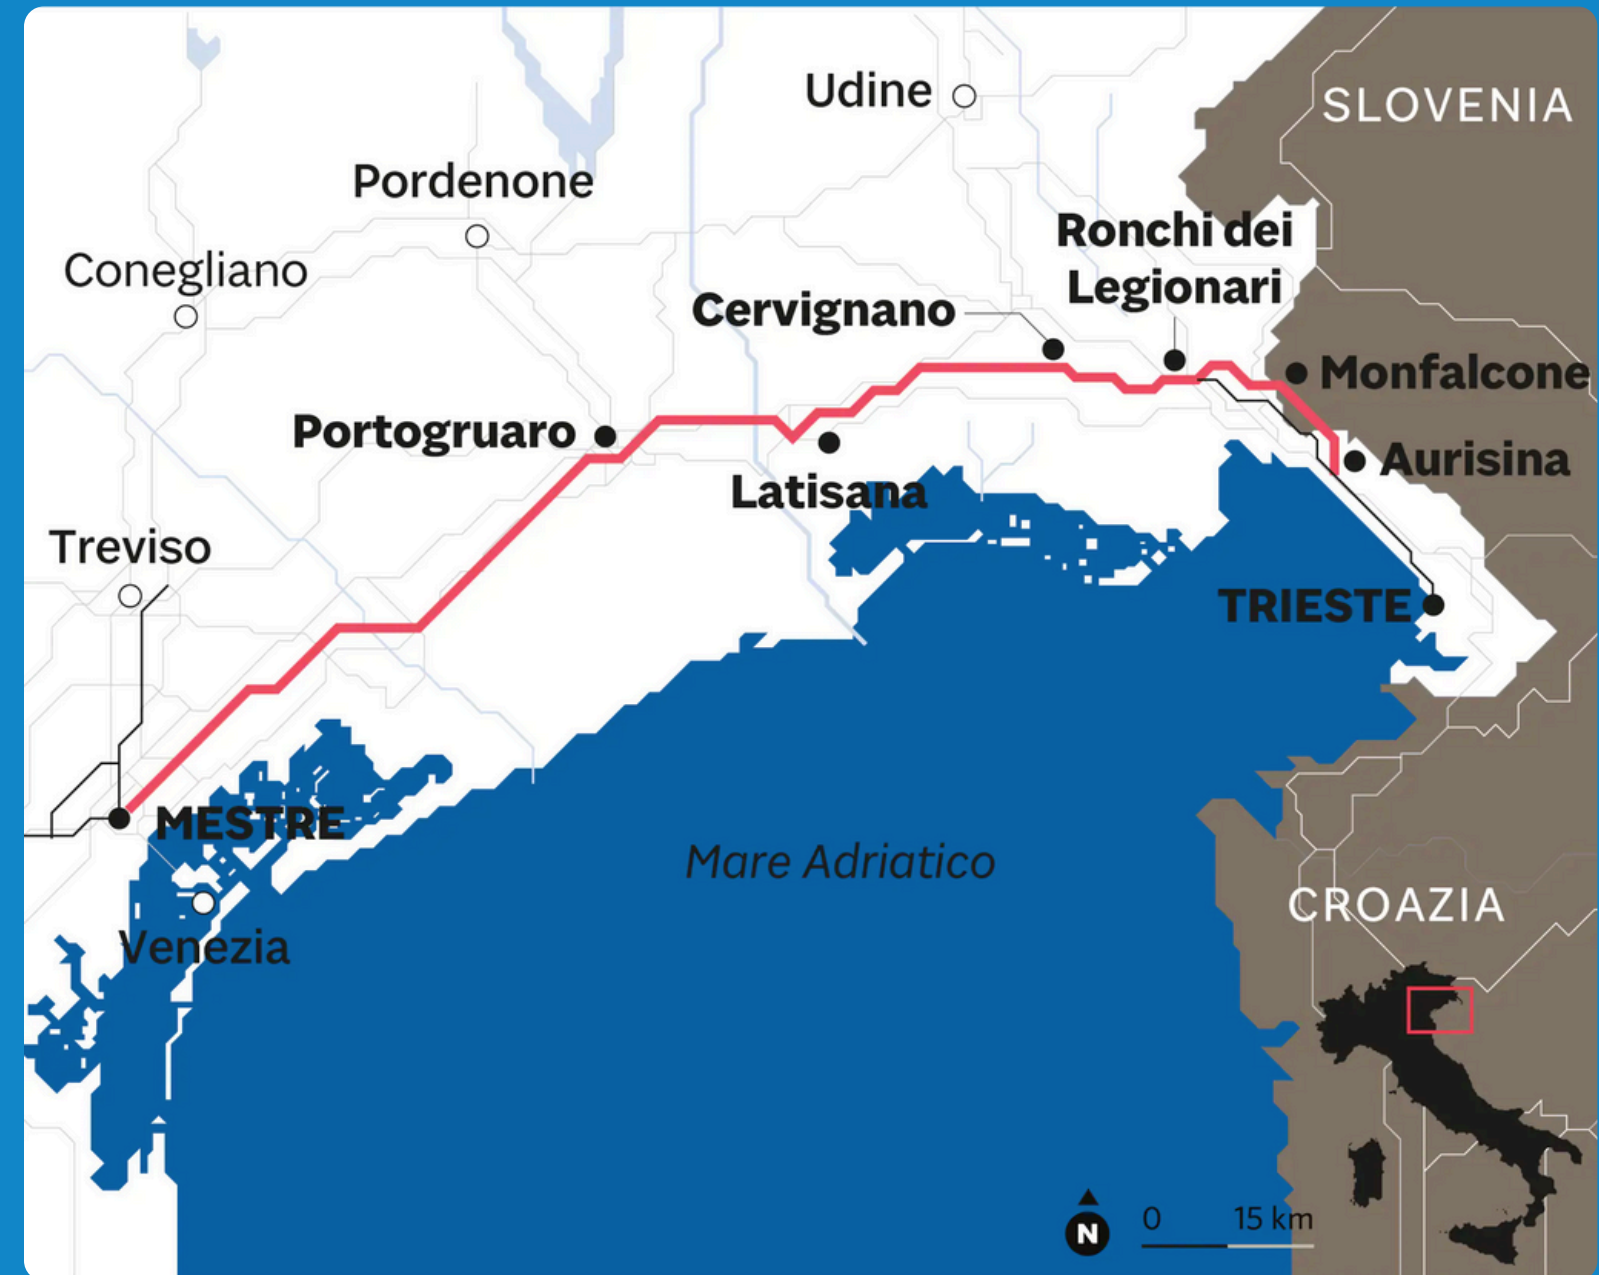 Udine
SLOVENIA
Pordenone
Ronchi dei
Legionari
Conegliano
Cervignano
Monfalcone
Portogruaro
Aurisina
Latisana
Treviso
TRIESTE
MESTRE
Mare Adriatico
CROAZIA
Venezia
0 15 km
N